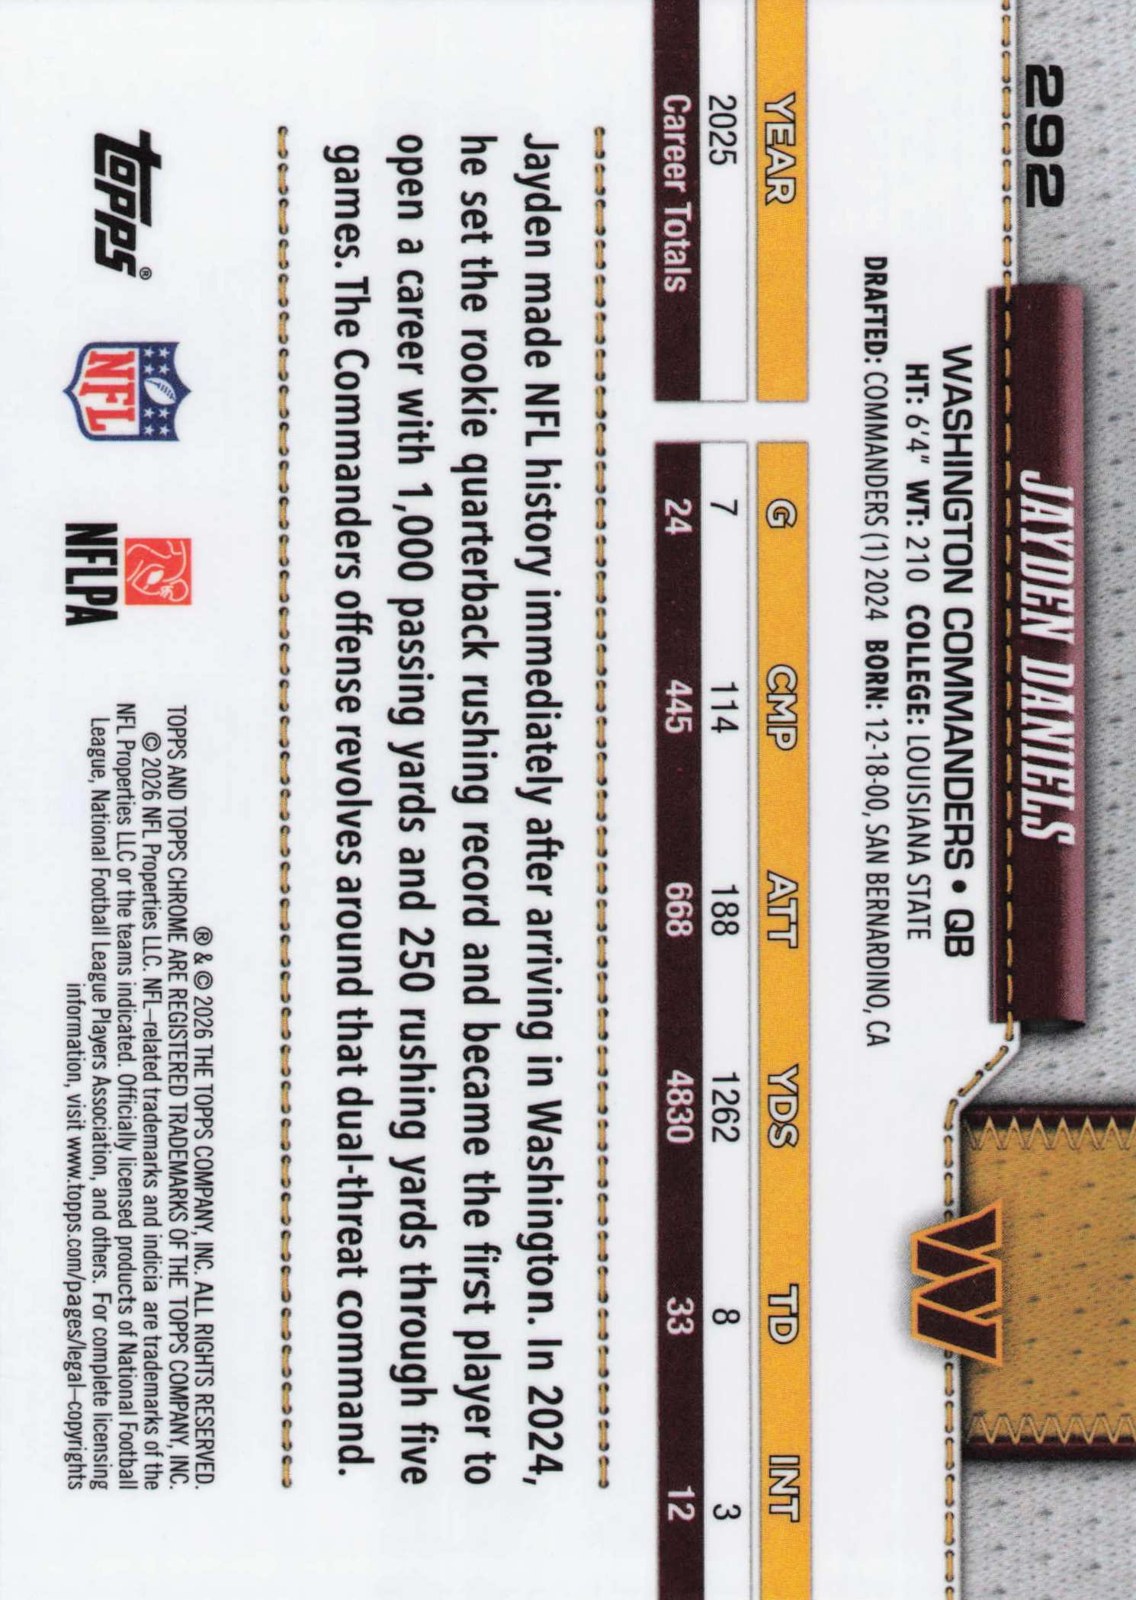 292
JAYDEN DANIELS
WASHINGTON COMMANDERS • QB
HT: 6'4" WT: 210 COLLEGE: LOUISIANA STATE
DRAFTED: COMMANDERS (1) 2024 BORN: 12-18-00, SAN BERNARDINO, CA
YEAR G CMP ATT YDS TD INT
2025 7 114 188 1262 8 3
Career Totals 24 445 668 4830 33 12
Jayden made NFL history immediately after arriving in Washington. In 2024,
he set the rookie quarterback rushing record and became the first player to
open a career with 1,000 passing yards and 250 rushing yards through five
games. The Commanders offense revolves around that dual-threat command.
topps®
NFL
NFLPA
® & © 2026 THE TOPPS COMPANY, INC. ALL RIGHTS RESERVED.
TOPPS AND TOPPS CHROME ARE REGISTERED TRADEMARKS OF THE TOPPS COMPANY, INC.
© 2026 NFL Properties LLC. NFL-related trademarks and indicia are trademarks of the
NFL Properties LLC or the teams indicated. Officially licensed products of National Football
League, National Football League Players Association, and others. For complete licensing
information, visit www.topps.com/pages/legal-copyrights